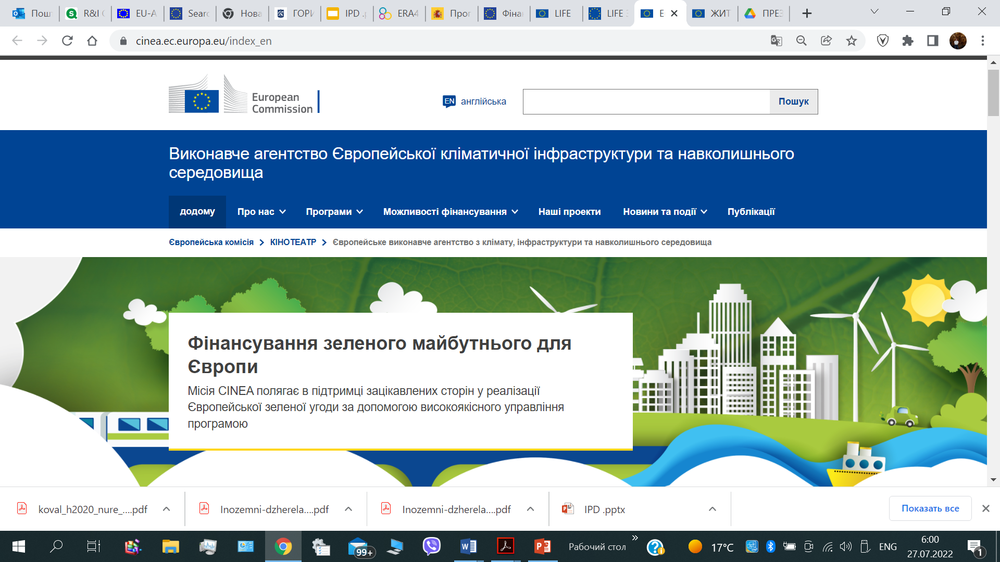 Пош
R&I
EU-A
Searc
Нова
ГОРИ
IPD
ERA4
Прог
Фіна
LIFE
LIFE
E
ЖИТ
ПРЕЗ
cinea.ec.europa.eu/index_en
European
Commission
EN англійська
Пошук
Виконавче агентство Європейської кліматичної інфраструктури та навколишнього
середовища
додому Про нас Програми Можливості фінансування Наші проекти Новини та події Публікації
Європейська комісія > КІНОТЕАТР > Європейське виконавче агентство з клімату, інфраструктури та навколишнього середовища
Фінансування зеленого майбутнього для
Європи
Місія CINEA полягає в підтримці зацікавлених сторін у реалізації
Європейської зеленої угоди за допомогою високоякісного управління
програмою
koval_h2020_nure_....pdf
Inozemni-dzherela....pdf
Inozemni-dzherela....pdf
IPD .pptx
Показать все
99+
Рабочий стол
17°C
ENG
6:00
27.07.2022
1